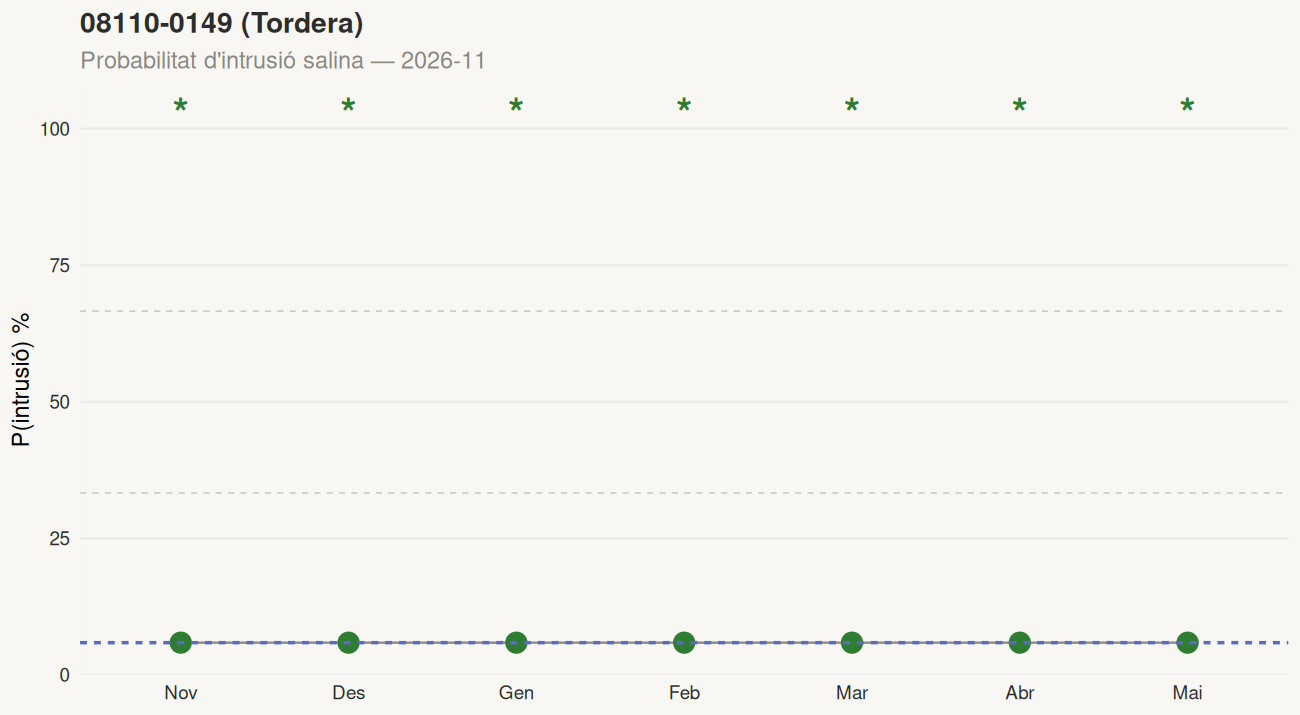 08110-0149 (Tordera)
Probabilitat d'intrusió salina — 2026-11
* * * * * * *
100
75
50
25
0
P(intrusió) %
Nov Des Gen Feb Mar Abr Mai